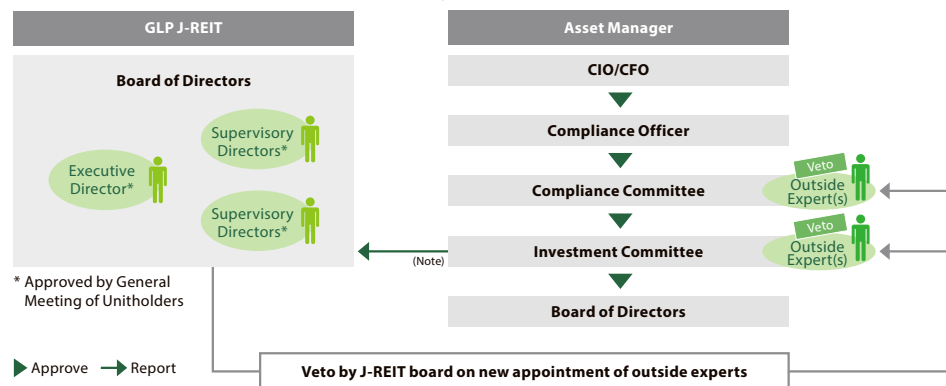 GLP J-REIT
Board of Directors
Supervisory
Directors*
Executive
Director*
Supervisory
Directors*
* Approved by General
Meeting of Unitholders
Approve
Report
Asset Manager
CIO/CFO
Compliance Officer
Compliance Committee
Veto
Outside
Expert(s)
(Note)
Investment Committee
Veto
Outside
Expert(s)
Board of Directors
Veto by J-REIT board on new appointment of outside experts